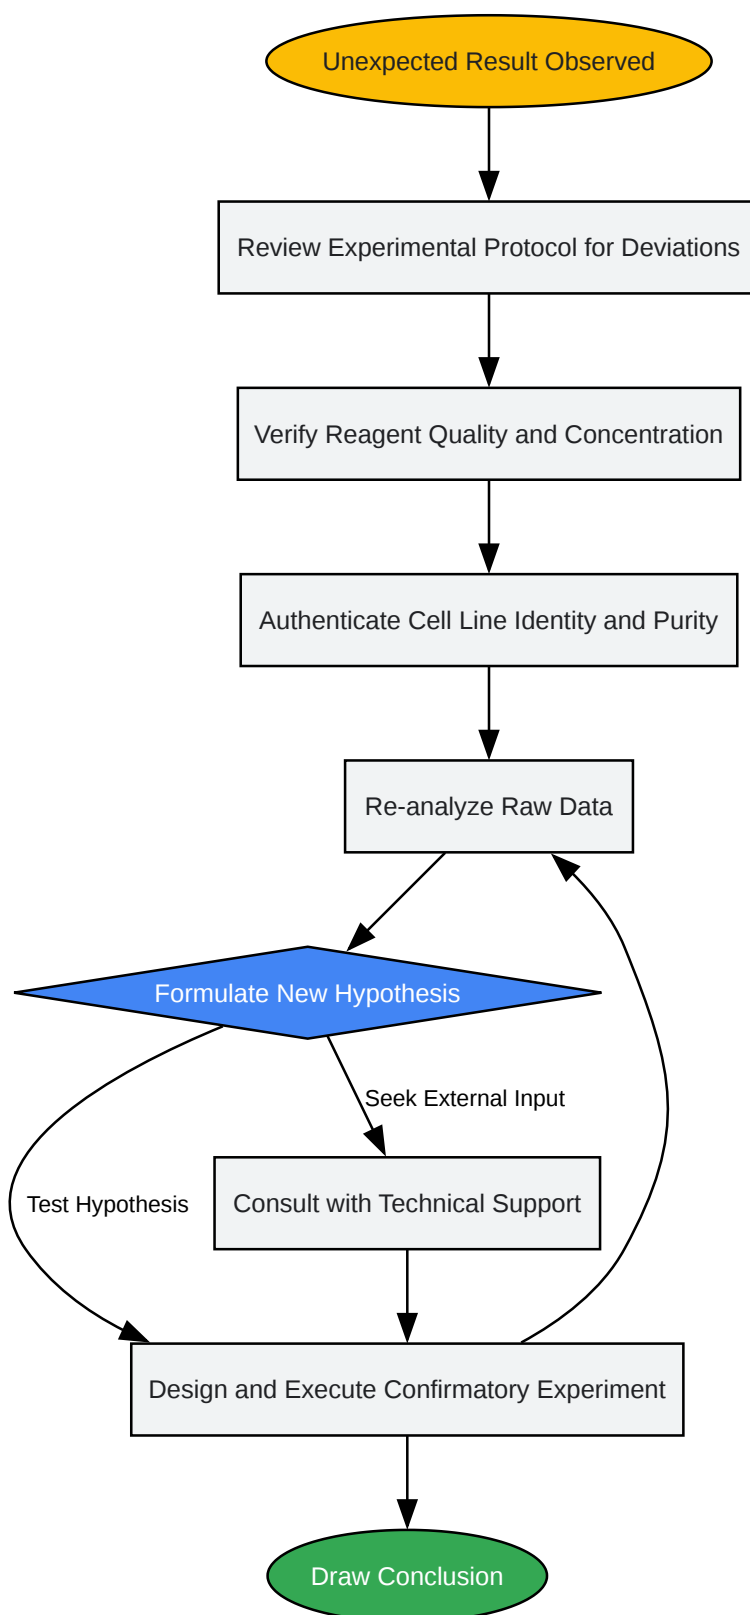 Unexpected Result Observed
Review Experimental Protocol for Deviations
Verify Reagent Quality and Concentration
Authenticate Cell Line Identity and Purity
Re-analyze Raw Data
Formulate New Hypothesis
Seek External Input
Test Hypothesis
Consult with Technical Support
Design and Execute Confirmatory Experiment
Draw Conclusion